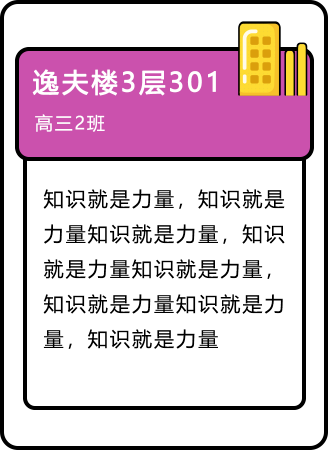 逸夫楼3层301
高三2班
知识就是力量，知识就是
力量知识就是力量，知识
就是力量知识就是力量，
知识就是力量知识就是力
量，知识就是力量